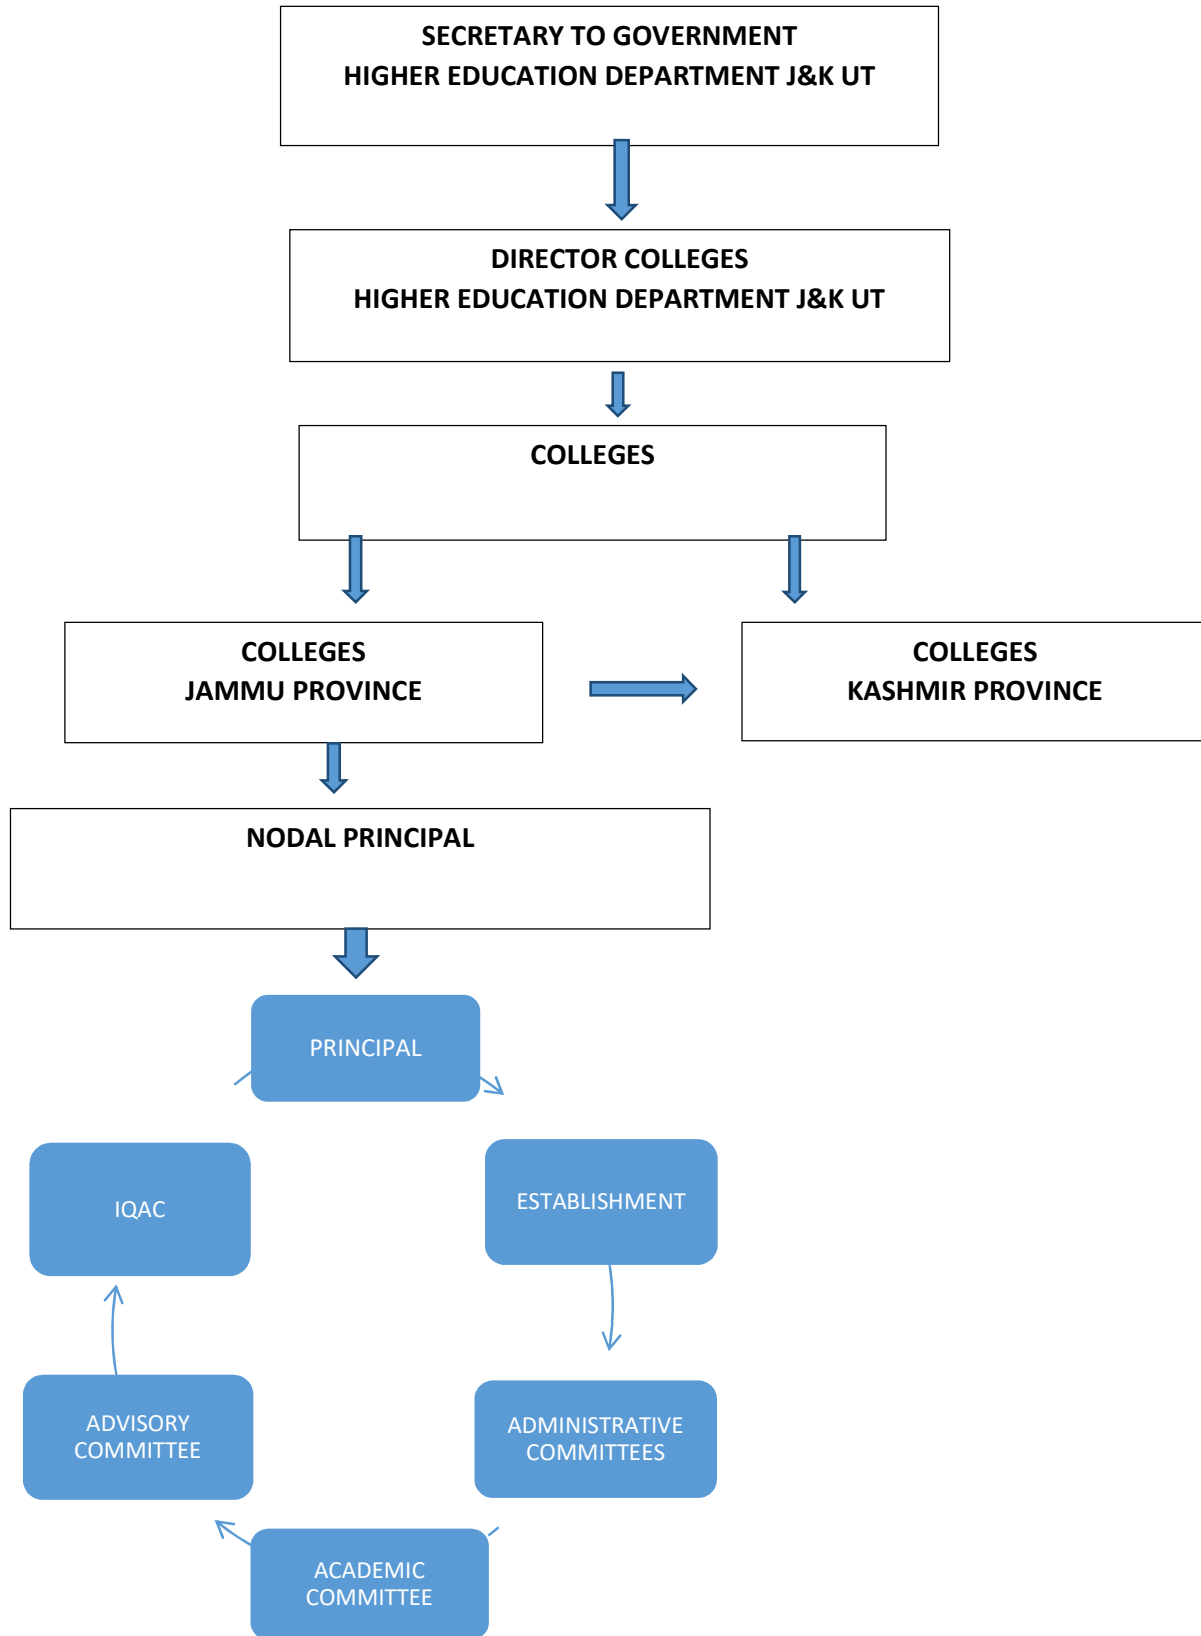 SECRETARY TO GOVERNMENT
HIGHER EDUCATION DEPARTMENT J&K UT
DIRECTOR COLLEGES
HIGHER EDUCATION DEPARTMENT J&K UT
COLLEGES
COLLEGES
JAMMU PROVINCE
COLLEGES
KASHMIR PROVINCE
NODAL PRINCIPAL
PRINCIPAL
ESTABLISHMENT
ADMINISTRATIVE
COMMITTEES
ACADEMIC
COMMITTEE
ADVISORY
COMMITTEE
IQAC